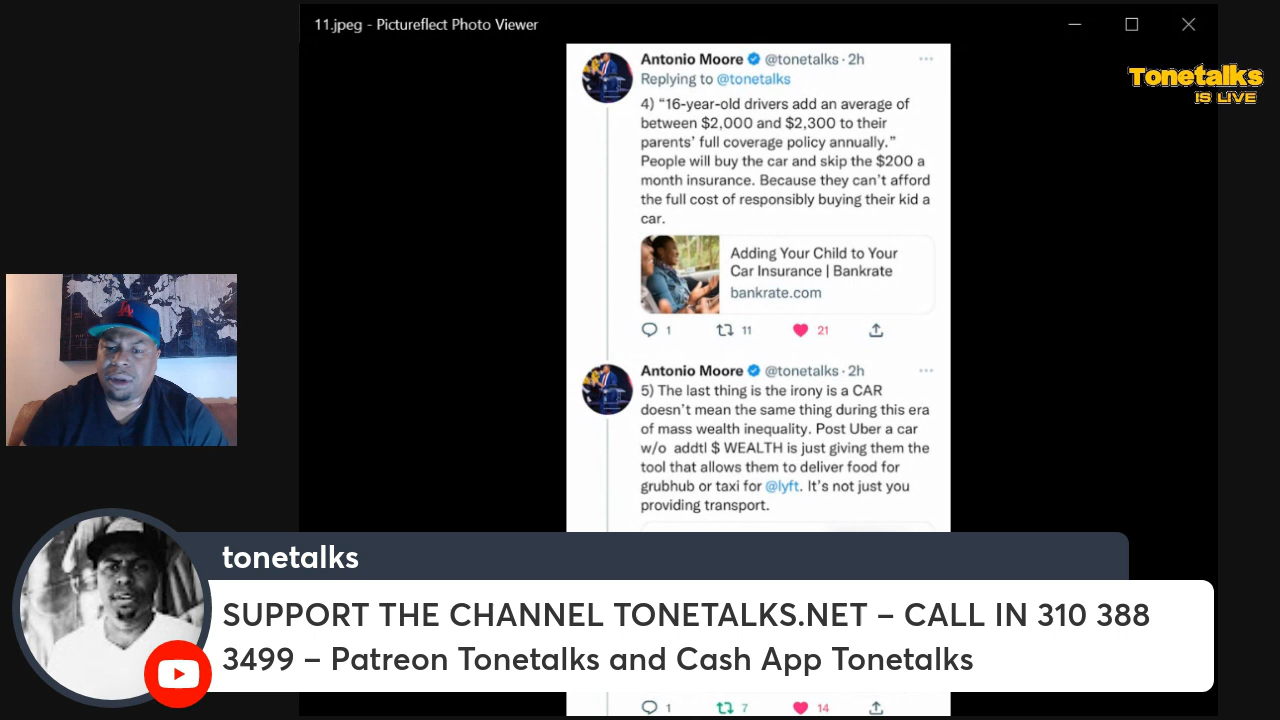 11.jpeg - Pictureflect Photo Viewer
Tonetalks
IS LIVE
Antonio Moore @tonetalks · 2h
Replying to @tonetalks
4) “16-year-old drivers add an average of
between $2,000 and $2,300 to their
parents’ full coverage policy annually.”
People will buy the car and skip the $200 a
month insurance. Because they can’t afford
the full cost of responsibly buying their kid a
car.
Adding Your Child to Your
Car Insurance | Bankrate
bankrate.com
1 11 21
Antonio Moore @tonetalks · 2h
5) The last thing is the irony is a CAR
doesn’t mean the same thing during this era
of mass wealth inequality. Post Uber a car
w/o addtl $ WEALTH is just giving them the
tool that allows them to deliver food for
grubhub or taxi for @lyft. It’s not just you
providing transport.
tonetalks
SUPPORT THE CHANNEL TONETALKS.NET – CALL IN 310 388
3499 – Patreon Tonetalks and Cash App Tonetalks
1 7 14